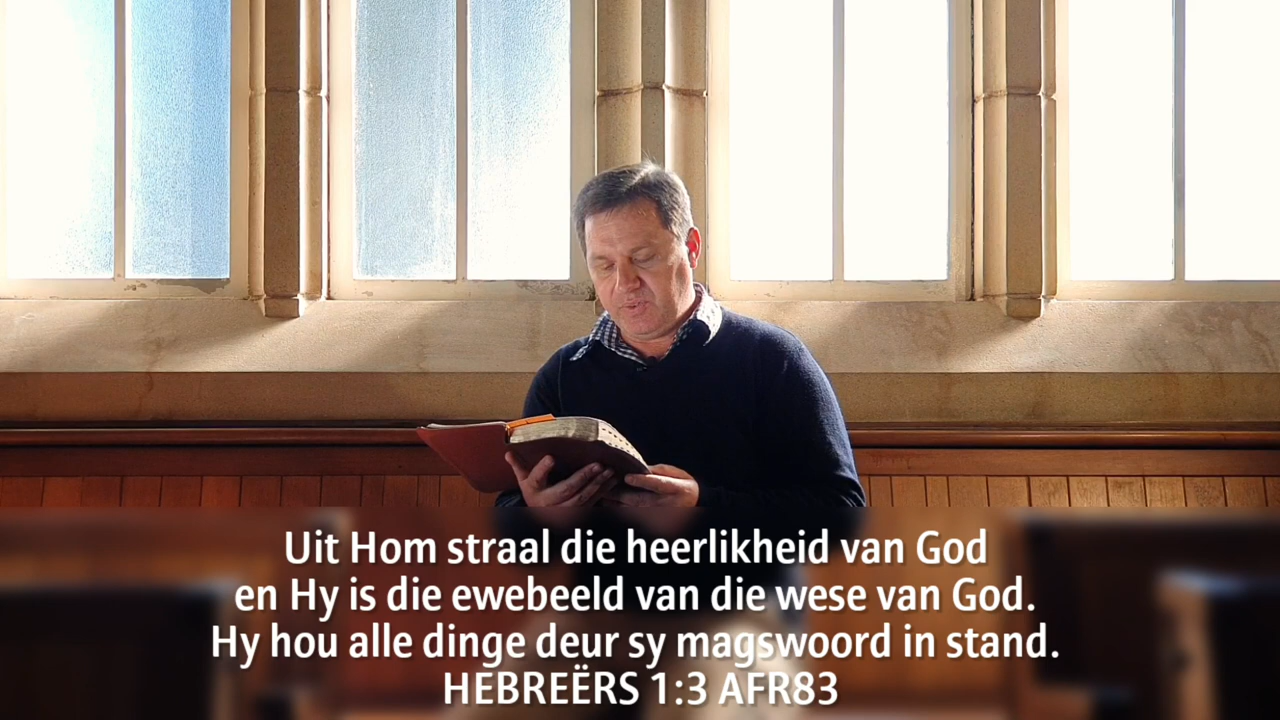 Uit Hom straal die heerlikheid van God
en Hy is die ewebeeld van die wese van God.
Hy hou alle dinge deur sy magswoord in stand.
HEBREËRS 1:3 AFR83